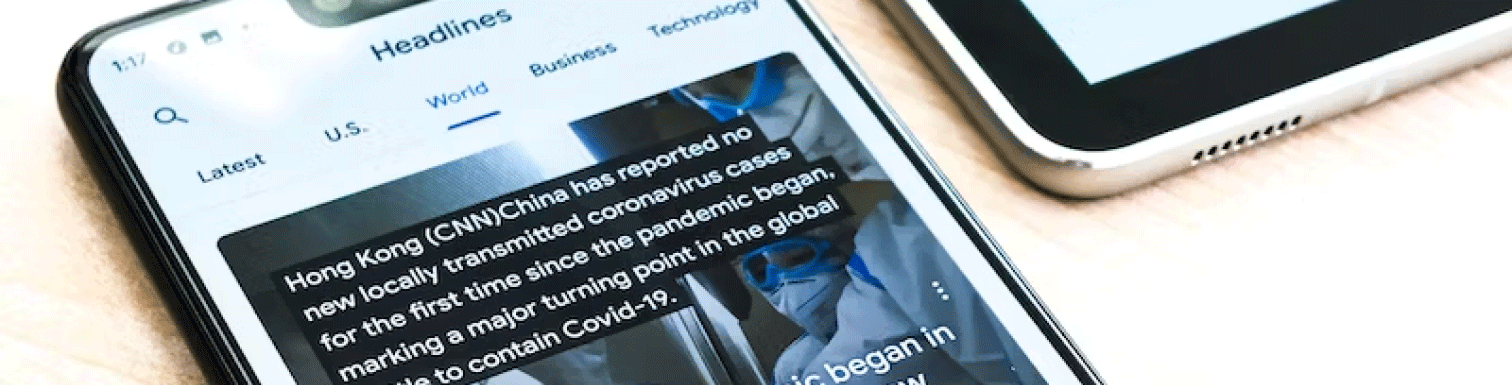 1:17
Headlines
Latest U.S. World Business Technology
Hong Kong (CNN)China has reported no
new locally transmitted coronavirus cases
for the first time since the pandemic began,
marking a major turning point in the global
to contain Covid-19.
began in